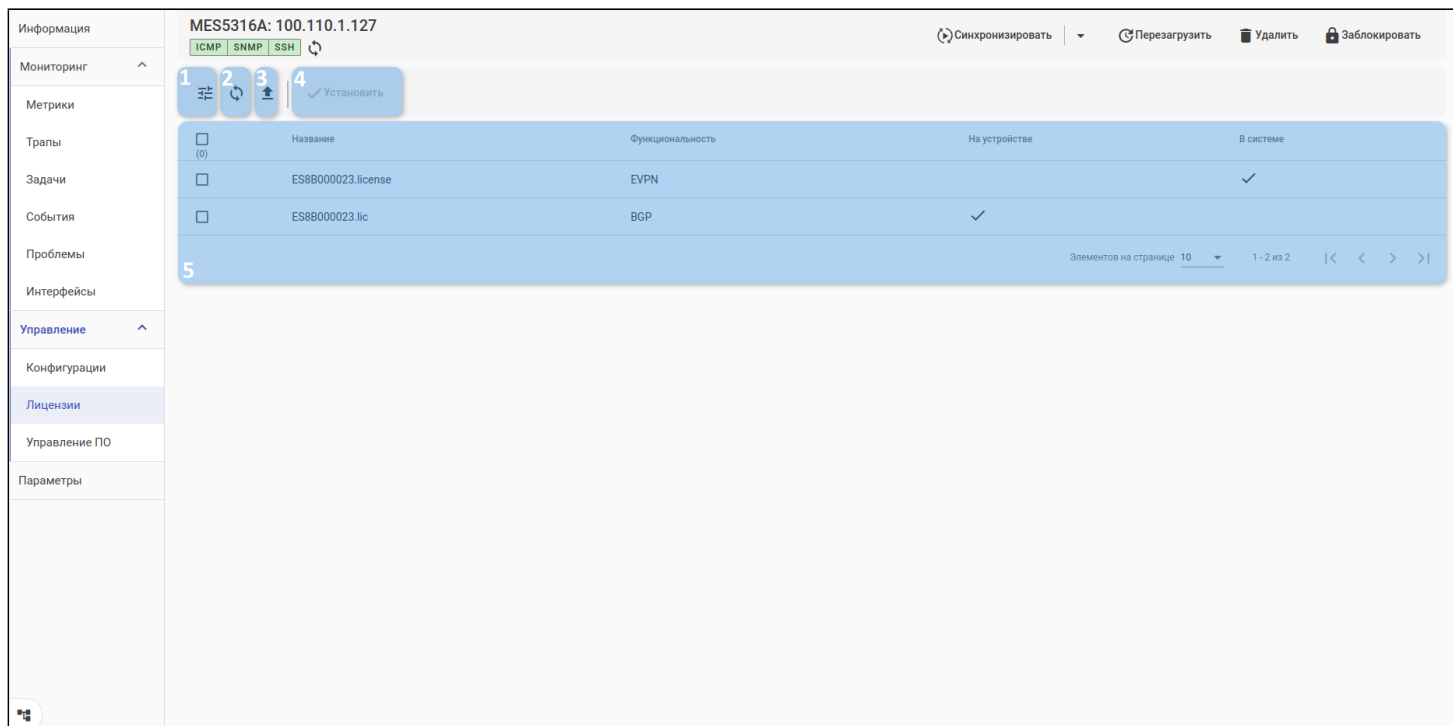 Информация
Мониторинг
Метрики
Трапы
Задачи
События
Проблемы
Интерфейсы
Управление
Конфигурации
Лицензии
Управление ПО
Параметры
MES5316A: 100.110.1.127
ICMP SNMP SSH
Синхронизировать Перезагрузить Удалить Заблокировать
1 2 3 4
Установить
Название Функциональность На устройстве В системе
(0)
ES8B000023.license EVPN
ES8B000023.lic BGP
Элементов на странице 10 1 - 2 из 2
5